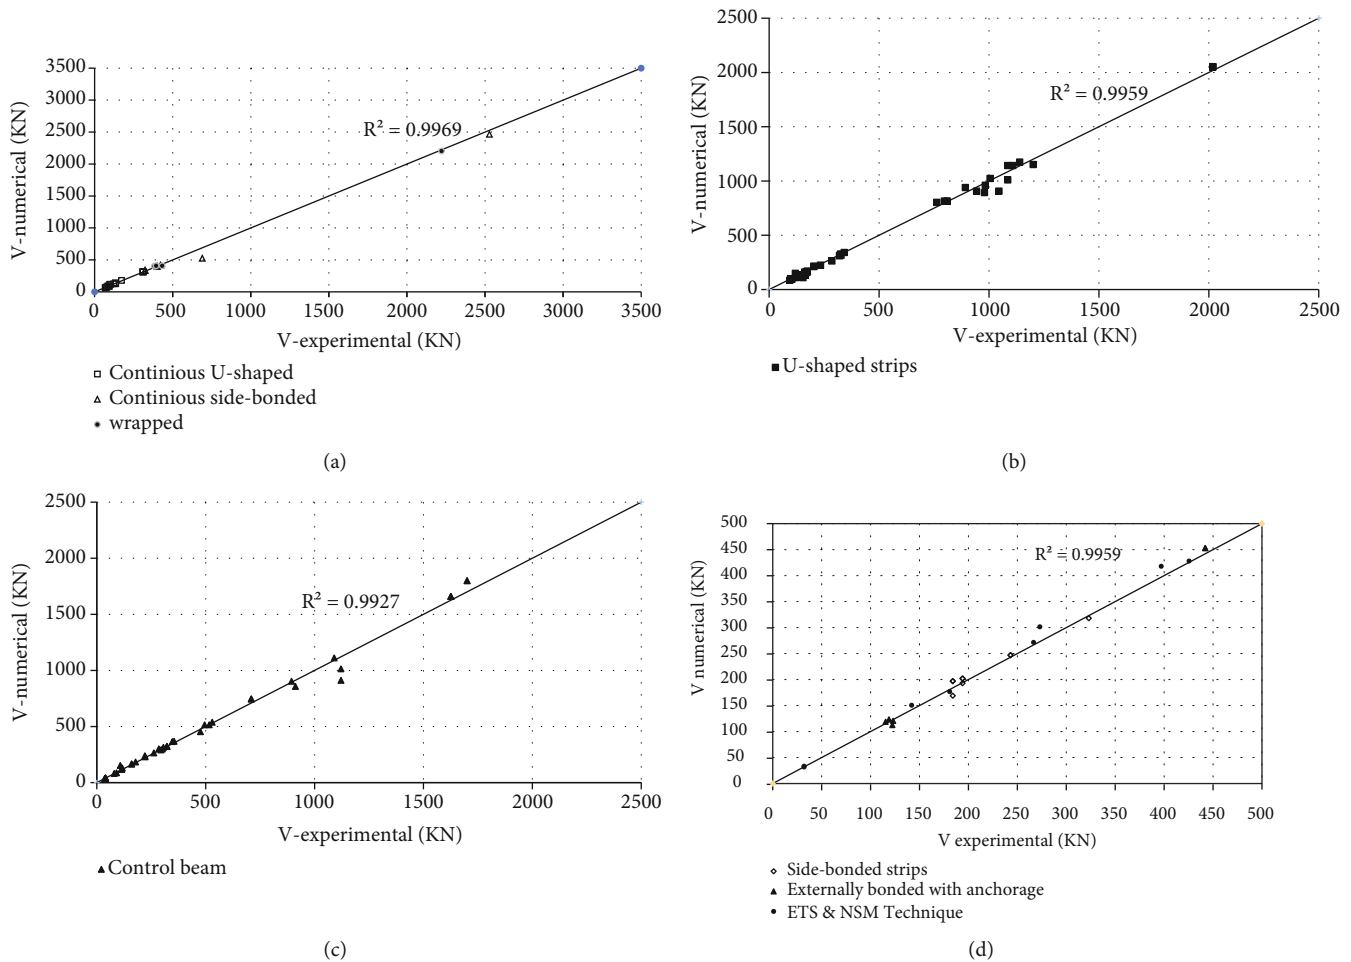 3500
3000
2500
2000
1500
1000
500
0
V-numerical (KN)
R² = 0.9969
0 500 1000 1500 2000 2500 3000 3500
V-experimental (KN)
Continious U-shaped
Continious side-bonded
wrapped
(a)
2500
2000
1500
1000
500
0
V-numerical (KN)
R² = 0.9959
0 500 1000 1500 2000 2500
V-experimental (KN)
U-shaped strips
(b)
2500
2000
1500
1000
500
0
V-numerical (KN)
R² = 0.9927
0 500 1000 1500 2000 2500
V-experimental (KN)
Control beam
(c)
500
450
400
350
300
250
200
150
100
50
0
V numerical (KN)
R² = 0.9959
0 50 100 150 200 250 300 350 400 450 500
V experimental (KN)
Side-bonded strips
Externally bonded with anchorage
ETS & NSM Technique
(d)